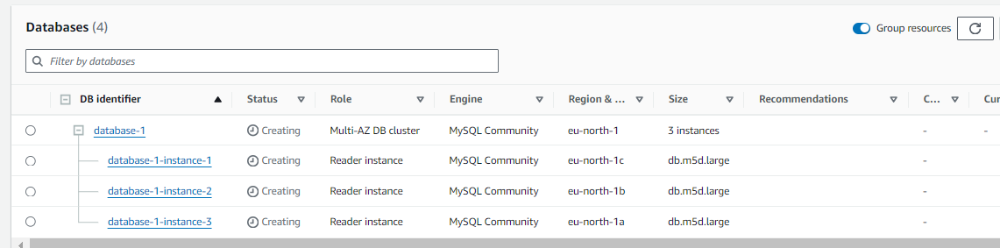 Databases (4)
Group resources
Filter by databases
DB identifier Status Role Engine Region & ... Size Recommendations C... Cur
database-1 Creating Multi-AZ DB cluster MySQL Community eu-north-1 3 instances - -
database-1-instance-1 Creating Reader instance MySQL Community eu-north-1c db.m5d.large -
database-1-instance-2 Creating Reader instance MySQL Community eu-north-1b db.m5d.large -
database-1-instance-3 Creating Reader instance MySQL Community eu-north-1a db.m5d.large -